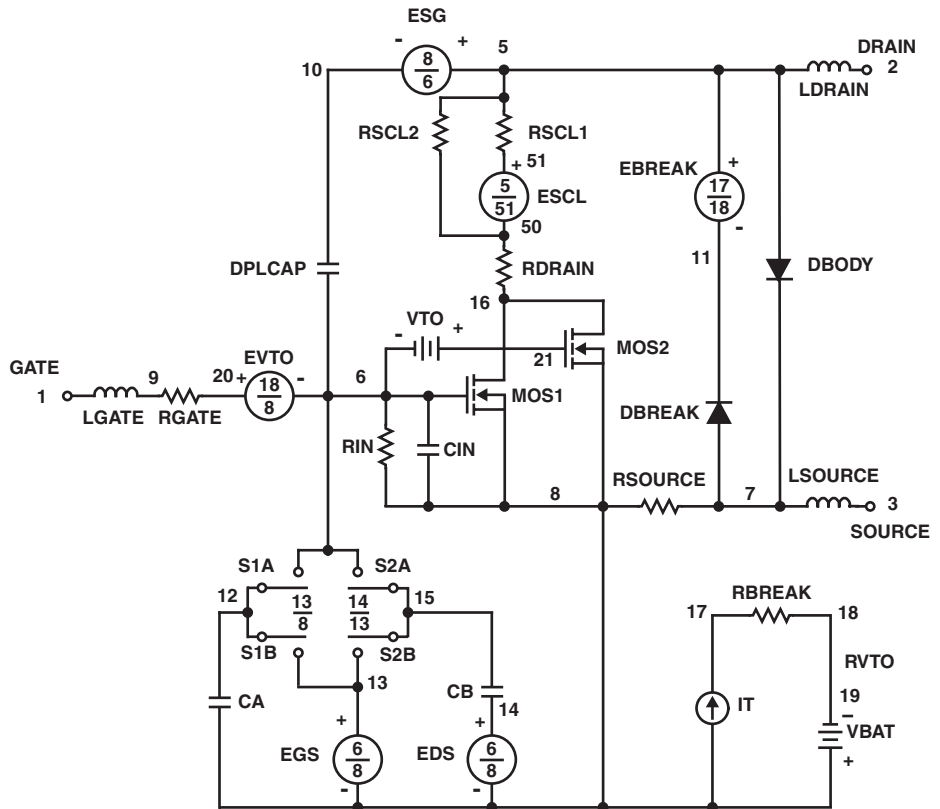 ESG
- +
8
6
5
10
DRAIN
2
LDRAIN
RSCL2
RSCL1
+ 51
5
51
ESCL
50
EBREAK
+
17
18
-
11
DPLCAP
RDRAIN
DBODY
16
VTO
- +
21
MOS2
GATE
1
9
LGATE
RGATE
20
EVTO
+ -
18
8
6
MOS1
DBREAK
RIN
CIN
8
RSOURCE
7
LSOURCE
3
SOURCE
S1A
S2A
12
13
8
14
13
15
S1B
S2B
13
CA
CB
14
+
EGS
6
8
-
+
EDS
6
8
-
17
RBREAK
18
RVTO
19
IT
-
VBAT
+